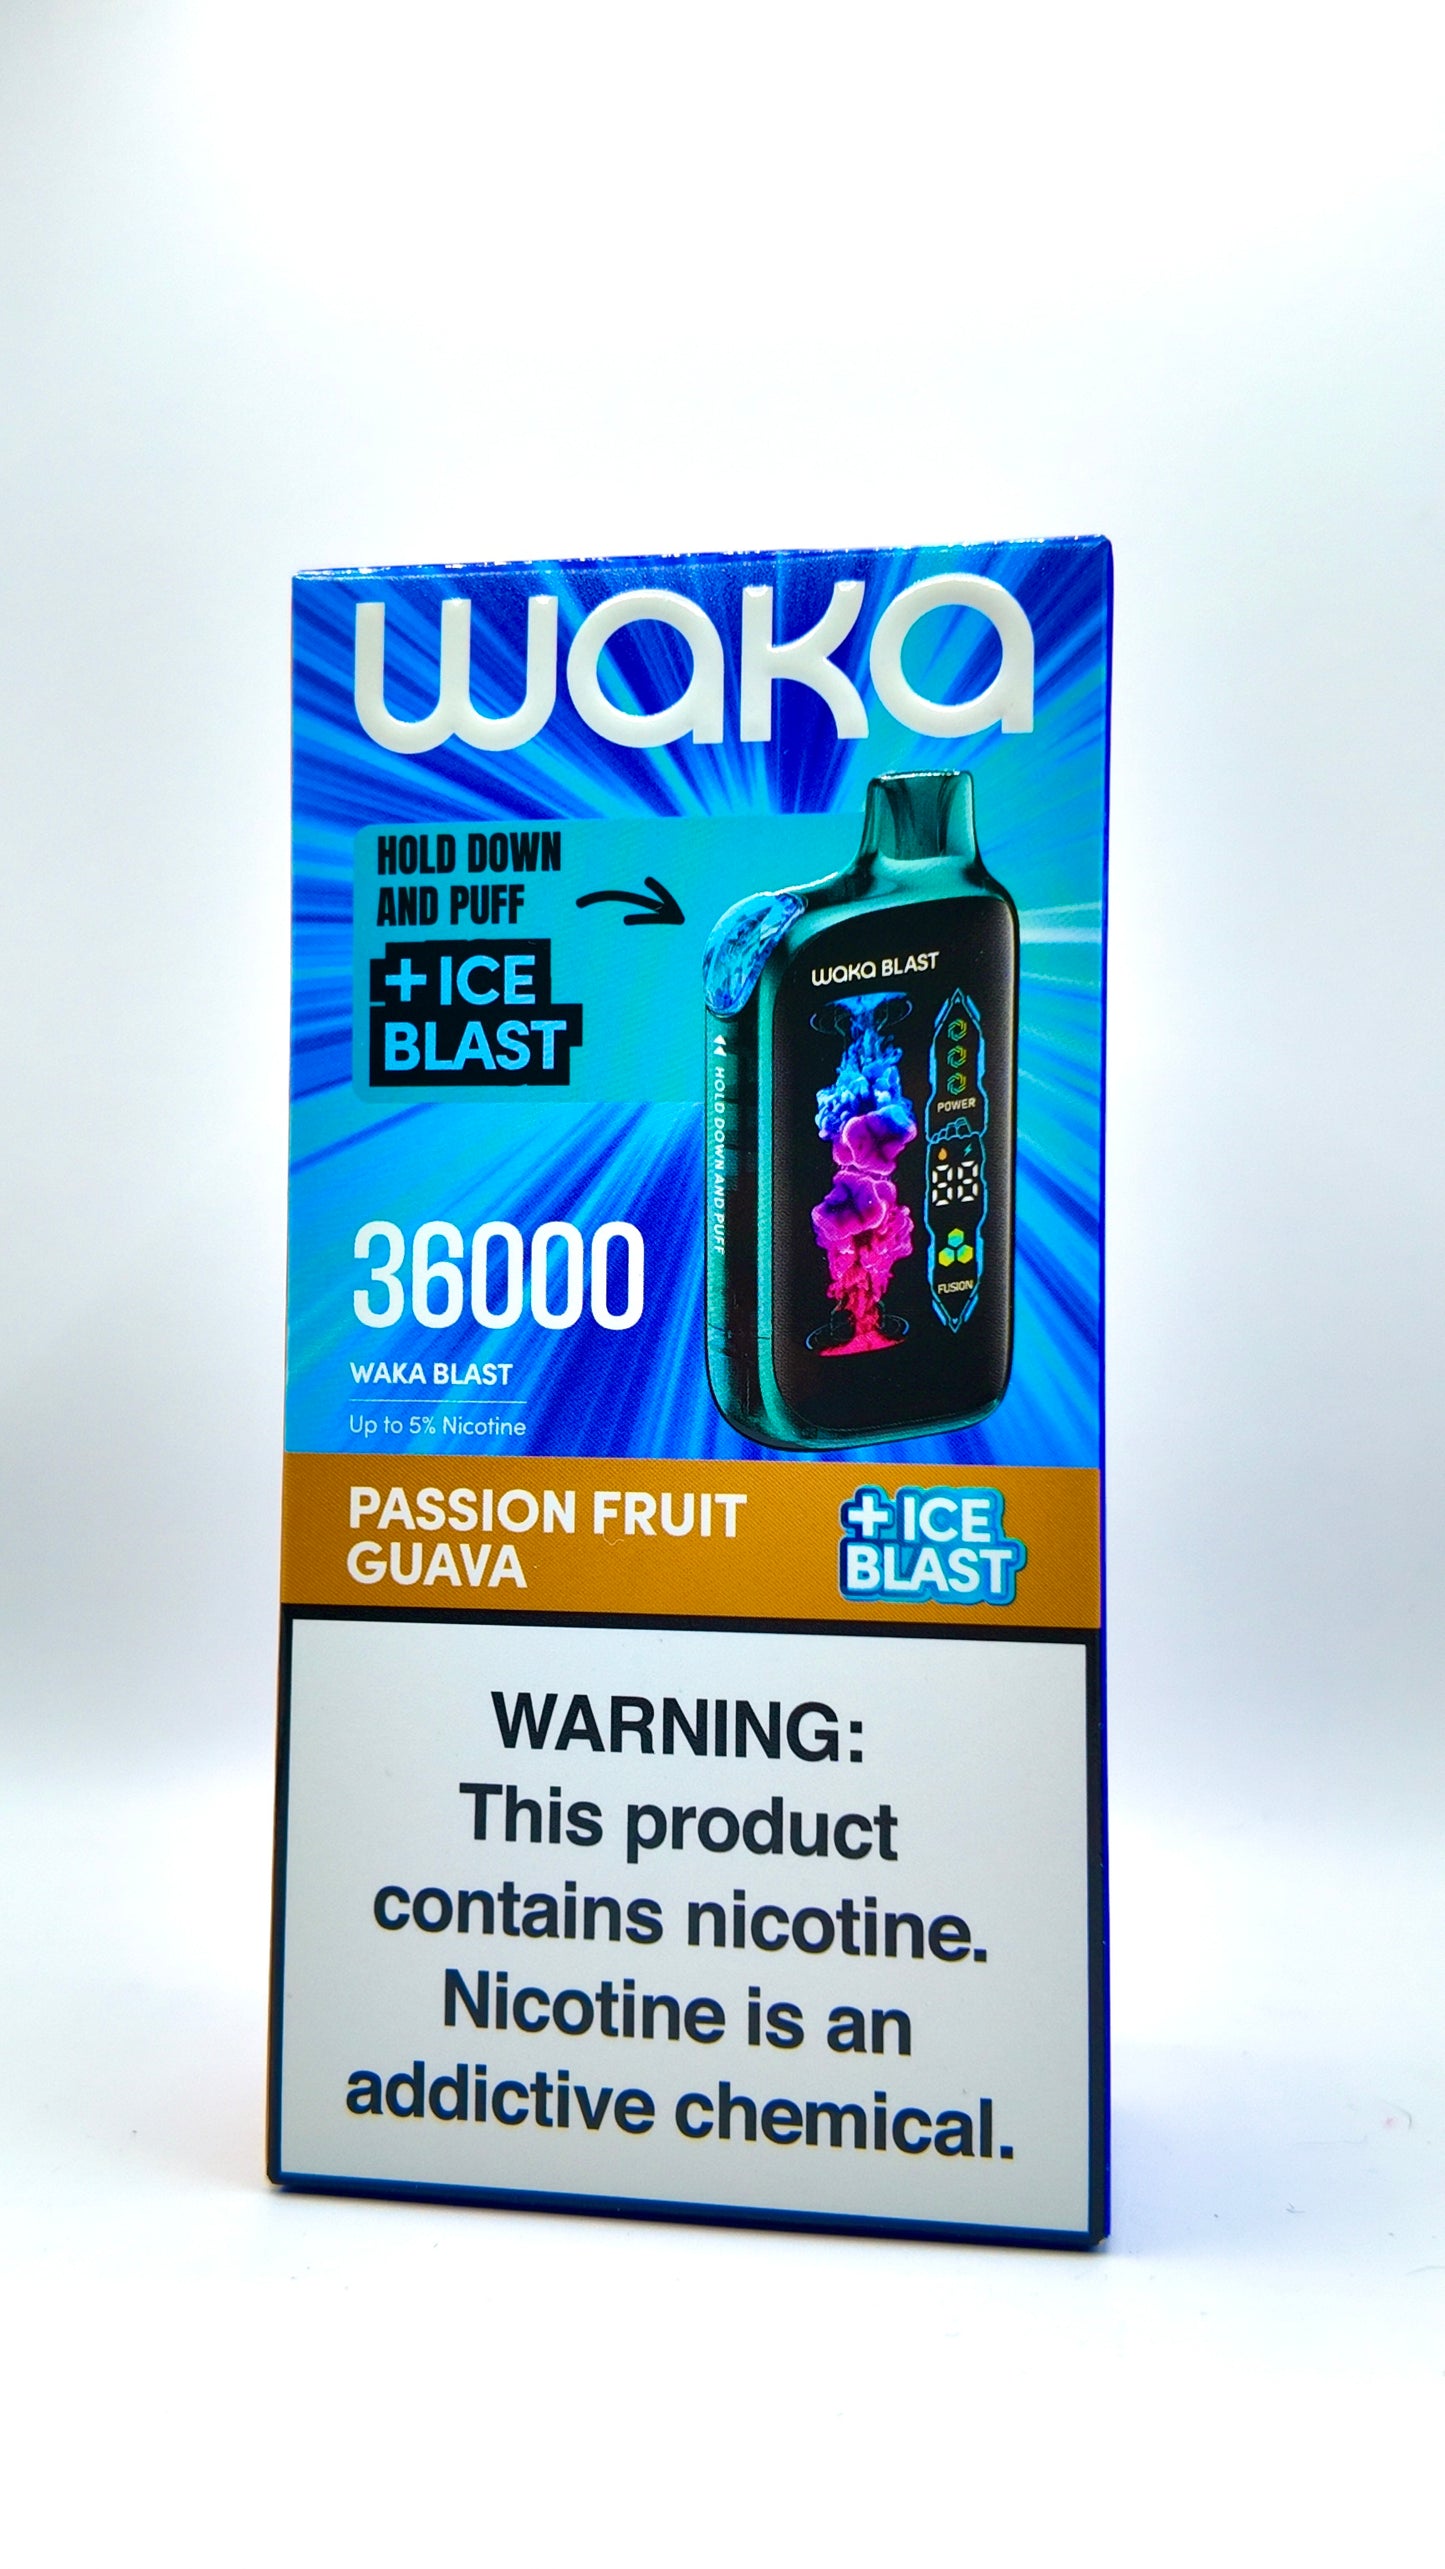 waka
HOLD DOWN
AND PUFF
+ ICE
BLAST
waka BLAST
HOLD DOWN AND PUFF
POWER
88
FUSION
36000
WAKA BLAST
Up to 5% Nicotine
PASSION FRUIT
GUAVA
+ ICE
BLAST
WARNING:
This product
contains nicotine.
Nicotine is an
addictive chemical.